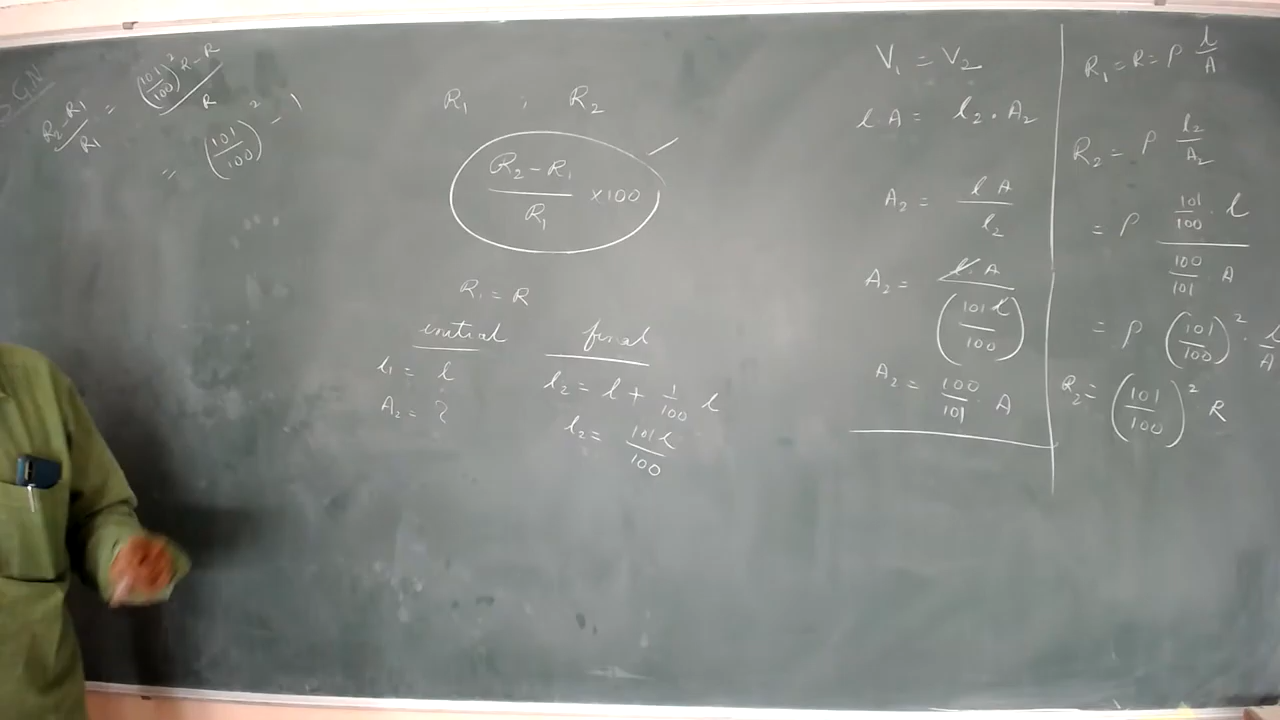 S.G.N
(R₂ - R₁)/R₁ = ((101/100)² R - R)/R
= (101/100)² - 1
R₁ ; R₂
(R₂ - R₁)/R₁ × 100
R₁ = R
initial
l₁ = l
A₂ = ?
final
l₂ = l + 1/100 l
l₂ = 101 l/100
V₁ = V₂
l A = l₂ . A₂
A₂ = l A/l₂
A₂ = l . A/(101 l/100)
A₂ = 100/101 . A
R₁ = R = ρ l/A
R₂ = ρ l₂/A₂
= ρ (101/100 . l)/(100/101 . A)
= ρ (101/100)² . l/A
R₂ = (101/100)² R